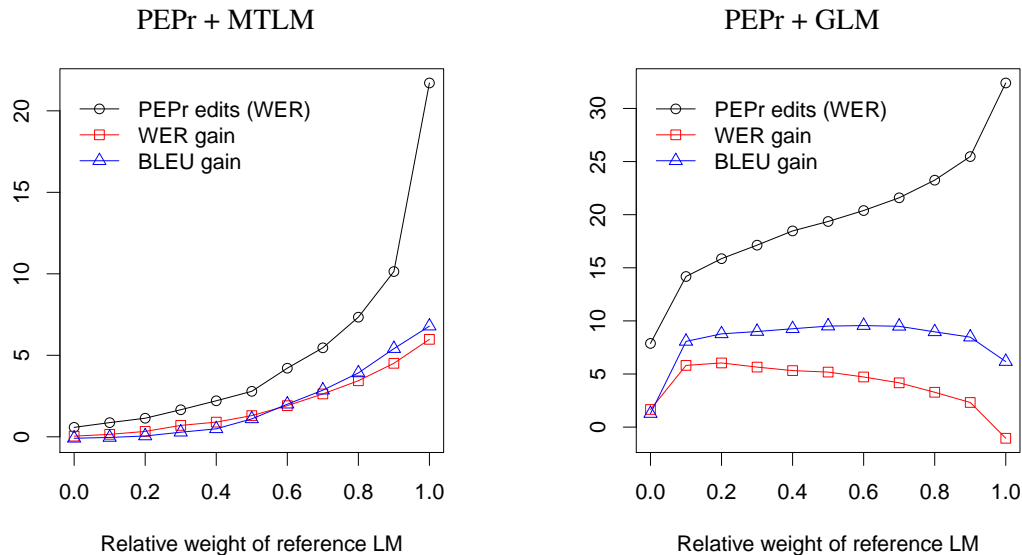 PEPr + MTLM
PEPr edits (WER)
WER gain
BLEU gain
20
15
10
5
0
0.0 0.2 0.4 0.6 0.8 1.0
Relative weight of reference LM
PEPr + GLM
PEPr edits (WER)
WER gain
BLEU gain
30
25
20
15
10
5
0
0.0 0.2 0.4 0.6 0.8 1.0
Relative weight of reference LM